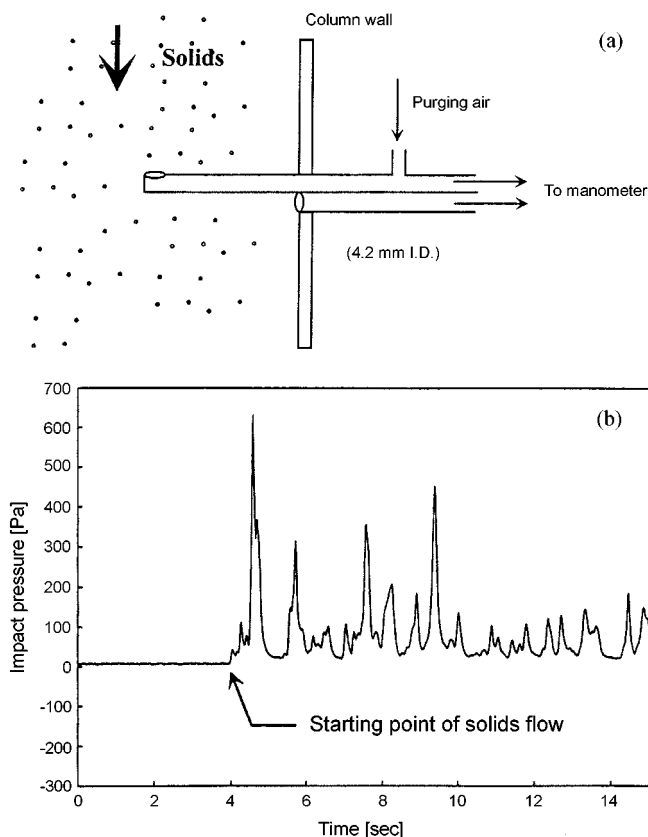 Column wall
(a)
Solids
Purging air
To manometer
(4.2 mm I.D.)
700
(b)
600
500
400
300
200
100
0
-100
-200
-300
Impact pressure [Pa]
Starting point of solids flow
0 2 4 6 8 10 12 14
Time [sec]